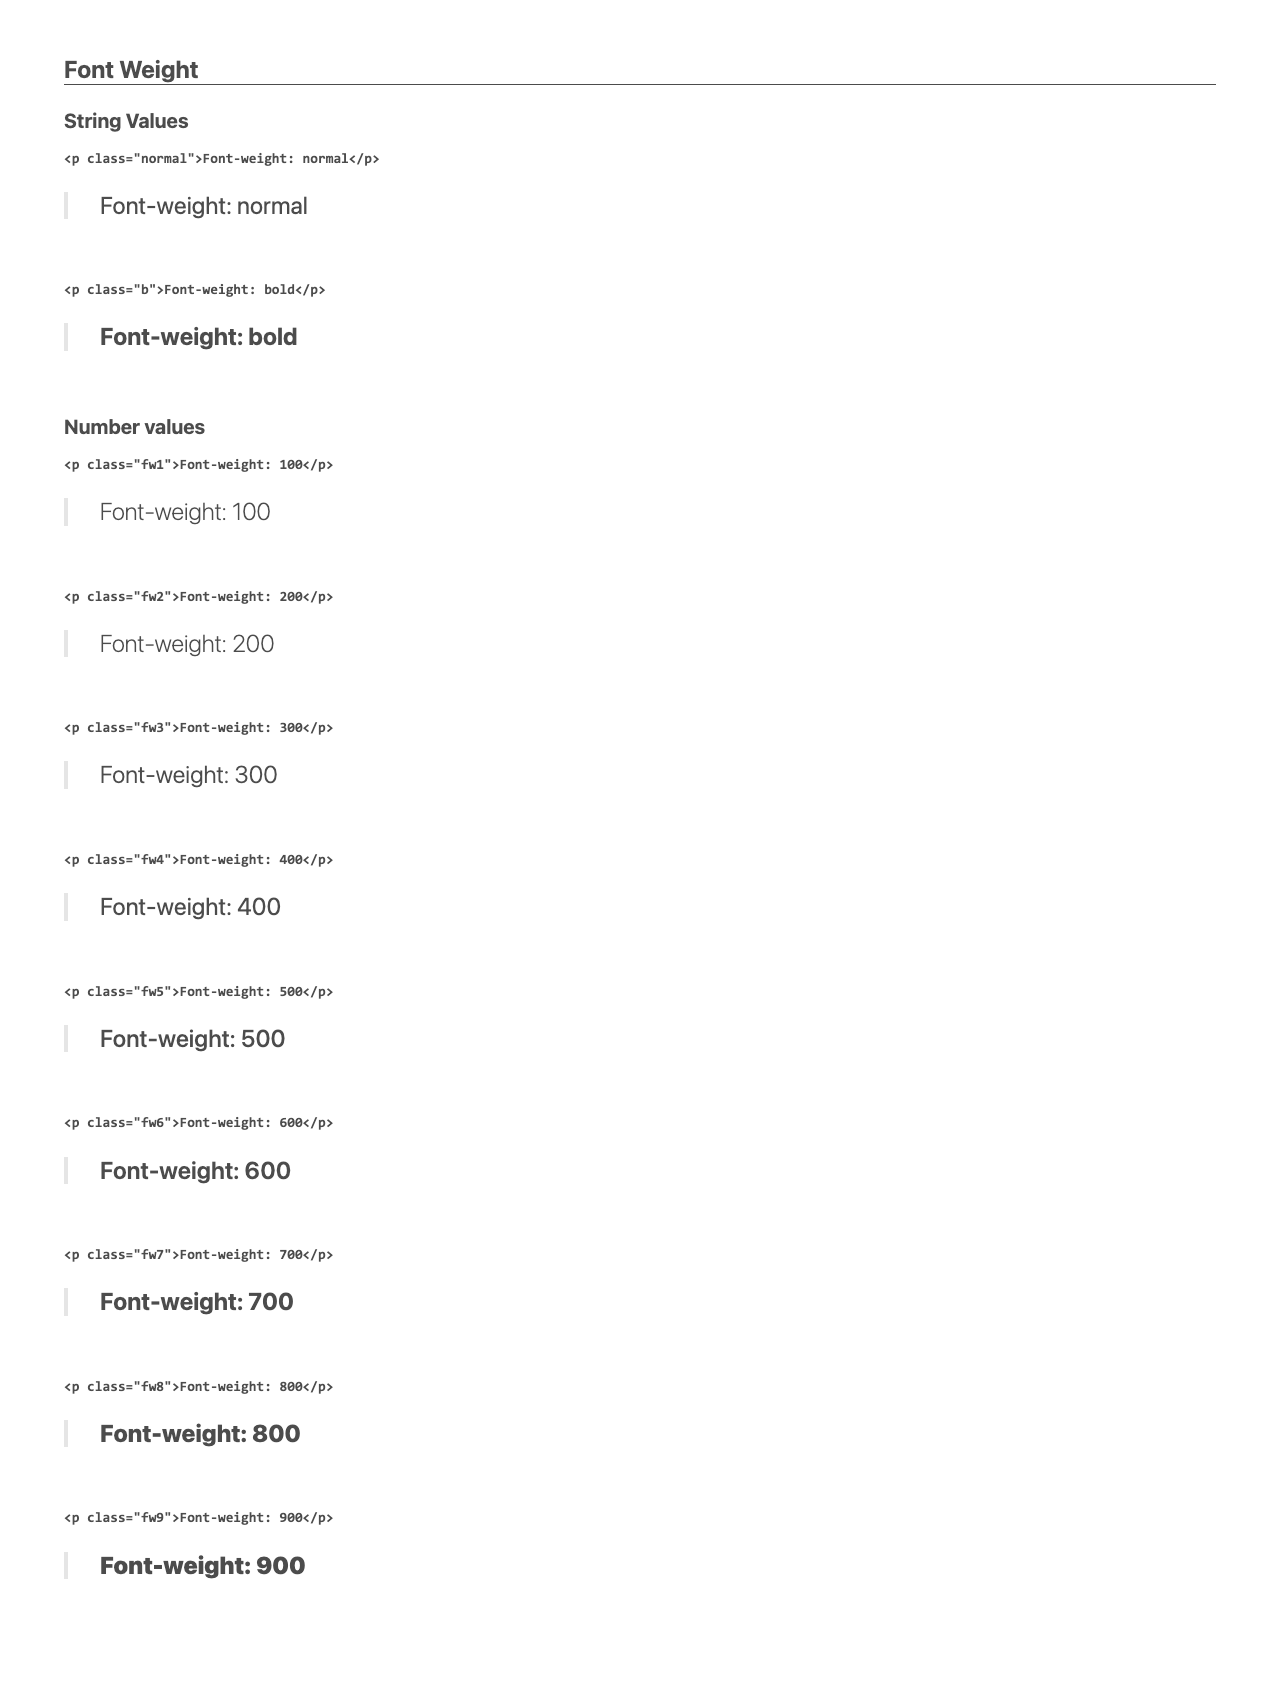 Font Weight
String Values
<p class="normal">Font-weight: normal</p>
Font-weight: normal
<p class="b">Font-weight: bold</p>
Font-weight: bold
Number values
<p class="fw1">Font-weight: 100</p>
Font-weight: 100
<p class="fw2">Font-weight: 200</p>
Font-weight: 200
<p class="fw3">Font-weight: 300</p>
Font-weight: 300
<p class="fw4">Font-weight: 400</p>
Font-weight: 400
<p class="fw5">Font-weight: 500</p>
Font-weight: 500
<p class="fw6">Font-weight: 600</p>
Font-weight: 600
<p class="fw7">Font-weight: 700</p>
Font-weight: 700
<p class="fw8">Font-weight: 800</p>
Font-weight: 800
<p class="fw9">Font-weight: 900</p>
Font-weight: 900